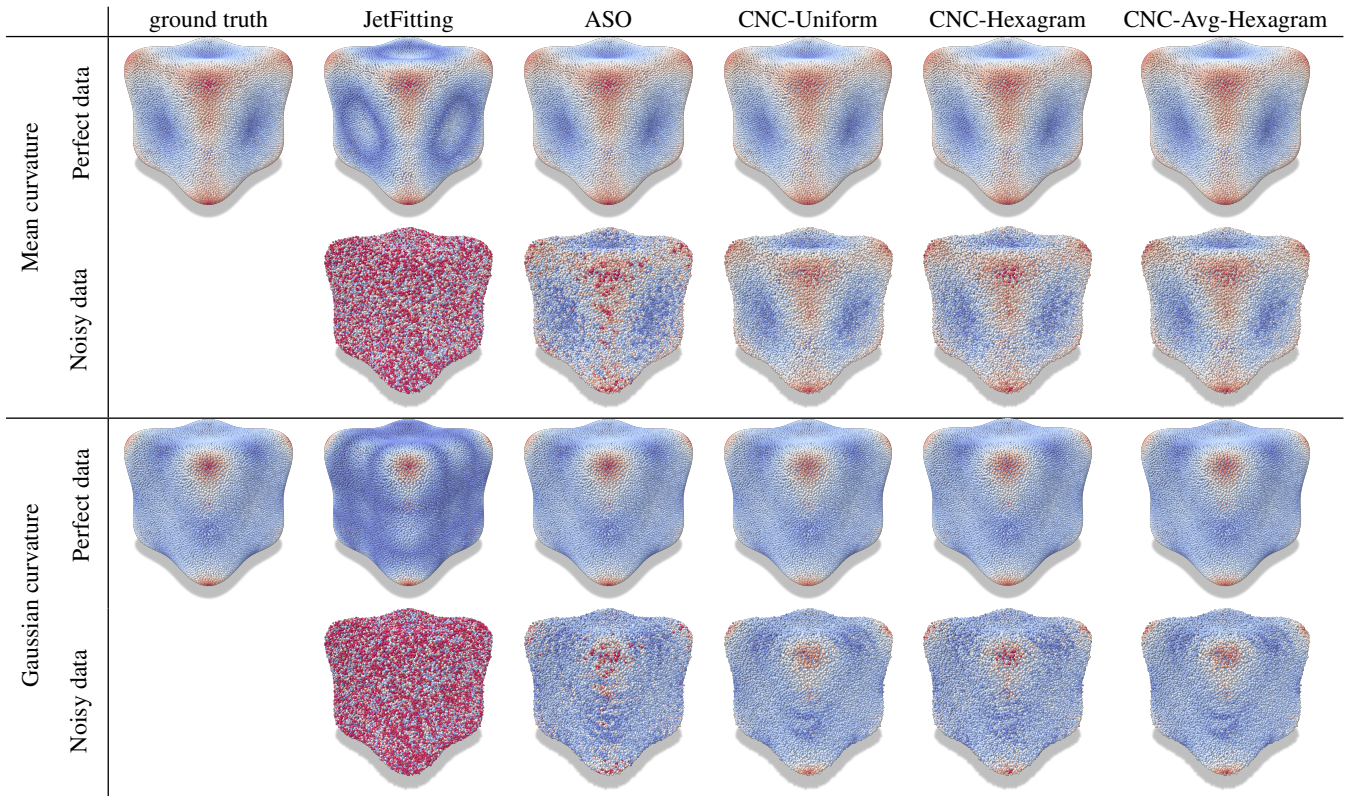 ground truth JetFitting ASO CNC-Uniform CNC-Hexagram CNC-Avg-Hexagram
Mean curvature
Perfect data
Noisy data
Gaussian curvature
Perfect data
Noisy data